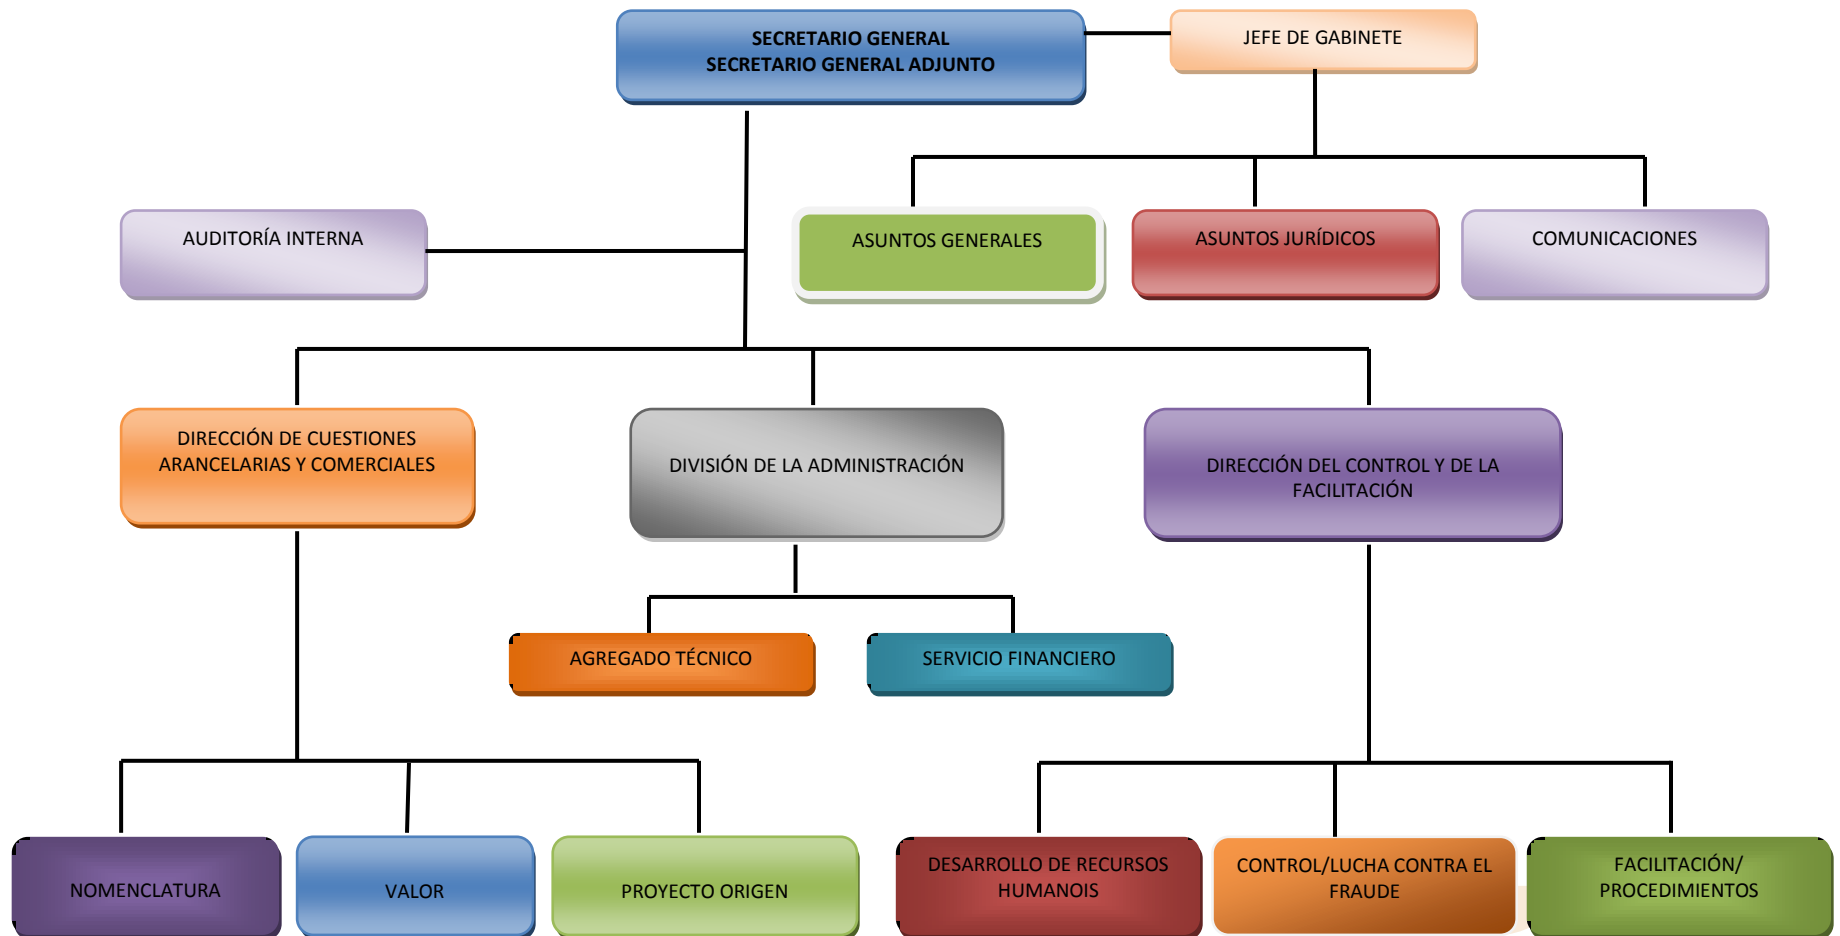 SECRETARIO GENERAL
SECRETARIO GENERAL ADJUNTO
JEFE DE GABINETE
AUDITORÍA INTERNA
ASUNTOS GENERALES
ASUNTOS JURÍDICOS
COMUNICACIONES
DIRECCIÓN DE CUESTIONES
ARANCELARIAS Y COMERCIALES
DIVISIÓN DE LA ADMINISTRACIÓN
DIRECCIÓN DEL CONTROL Y DE LA
FACILITACIÓN
AGREGADO TÉCNICO
SERVICIO FINANCIERO
NOMENCLATURA
VALOR
PROYECTO ORIGEN
DESARROLLO DE RECURSOS
HUMANOIS
CONTROL/LUCHA CONTRA EL
FRAUDE
FACILITACIÓN/
PROCEDIMIENTOS